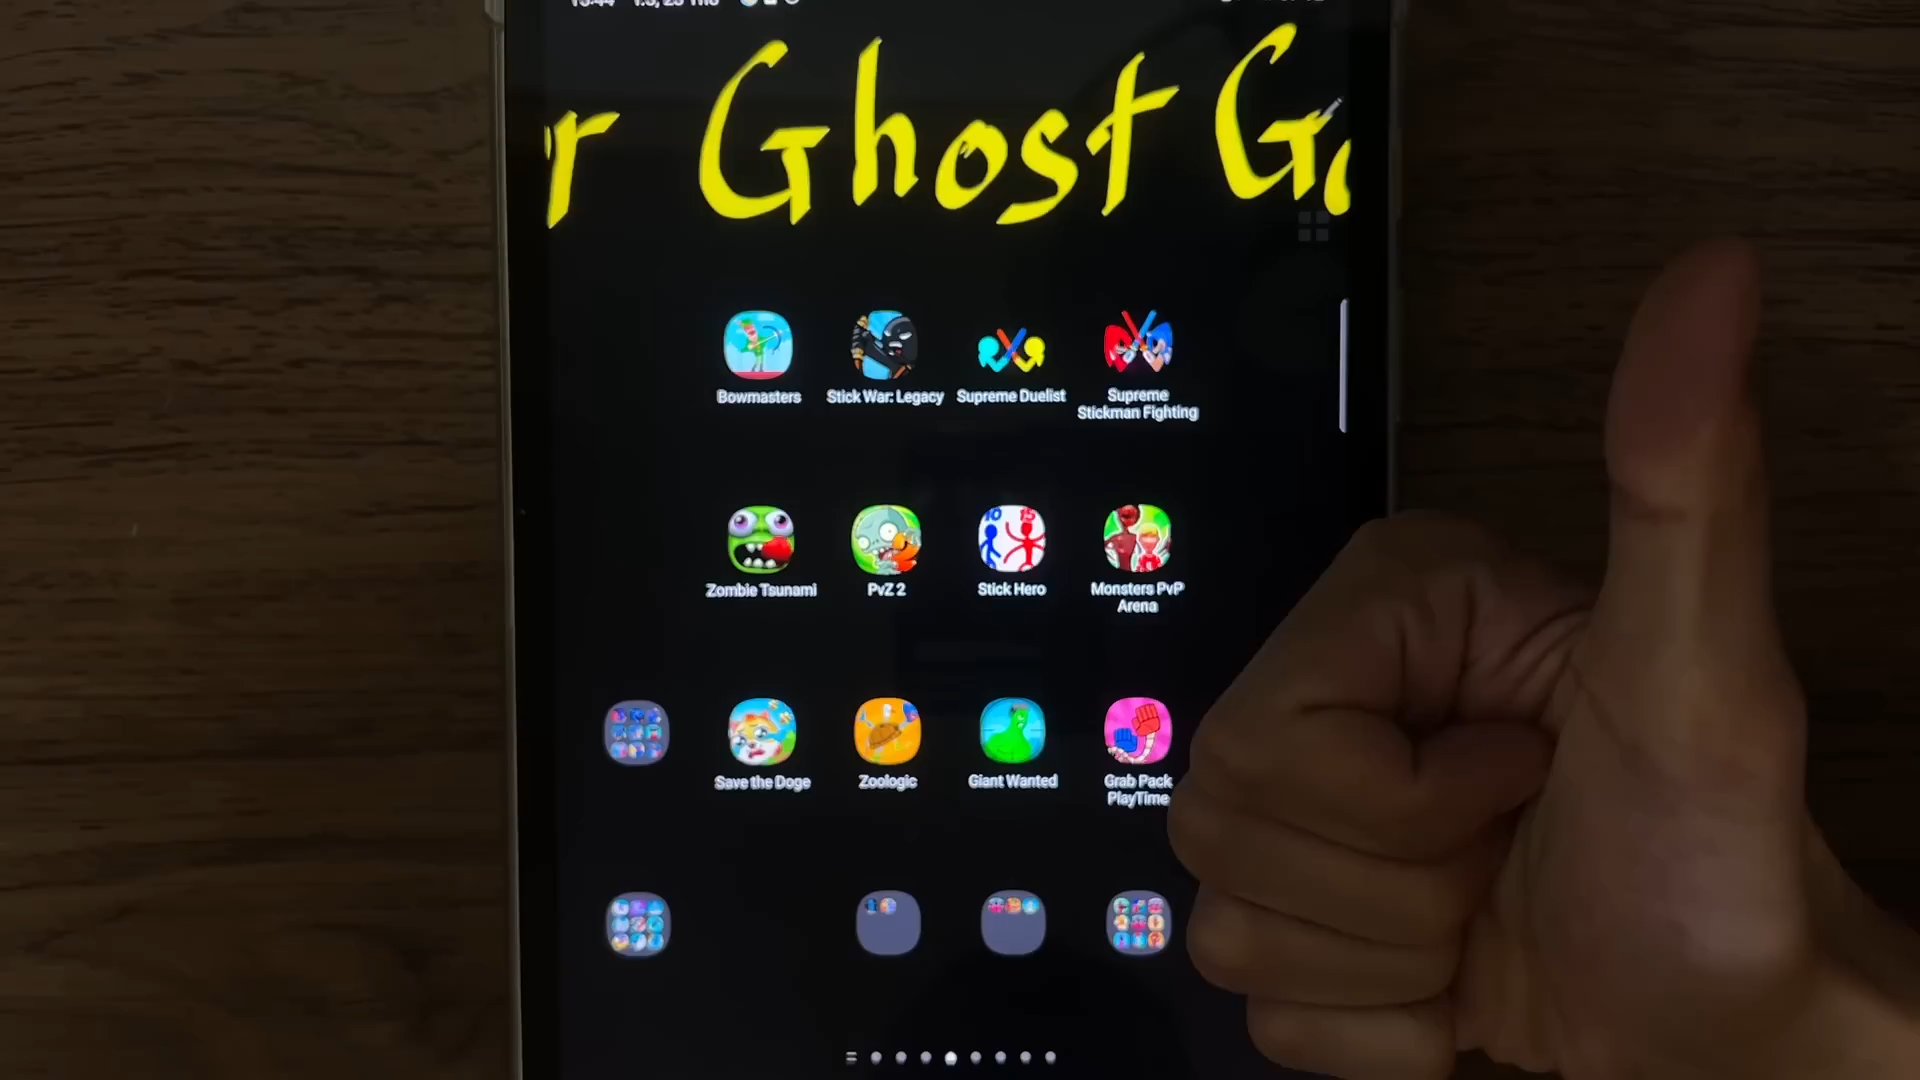 r Ghost Ga
Bowmasters
Stick War: Legacy
Supreme Duelist
Supreme
Stickman Fighting
Zombie Tsunami
PvZ 2
Stick Hero
Monsters PvP
Arena
Save the Doge
Zoologic
Giant Wanted
Grab Pack
PlayTime